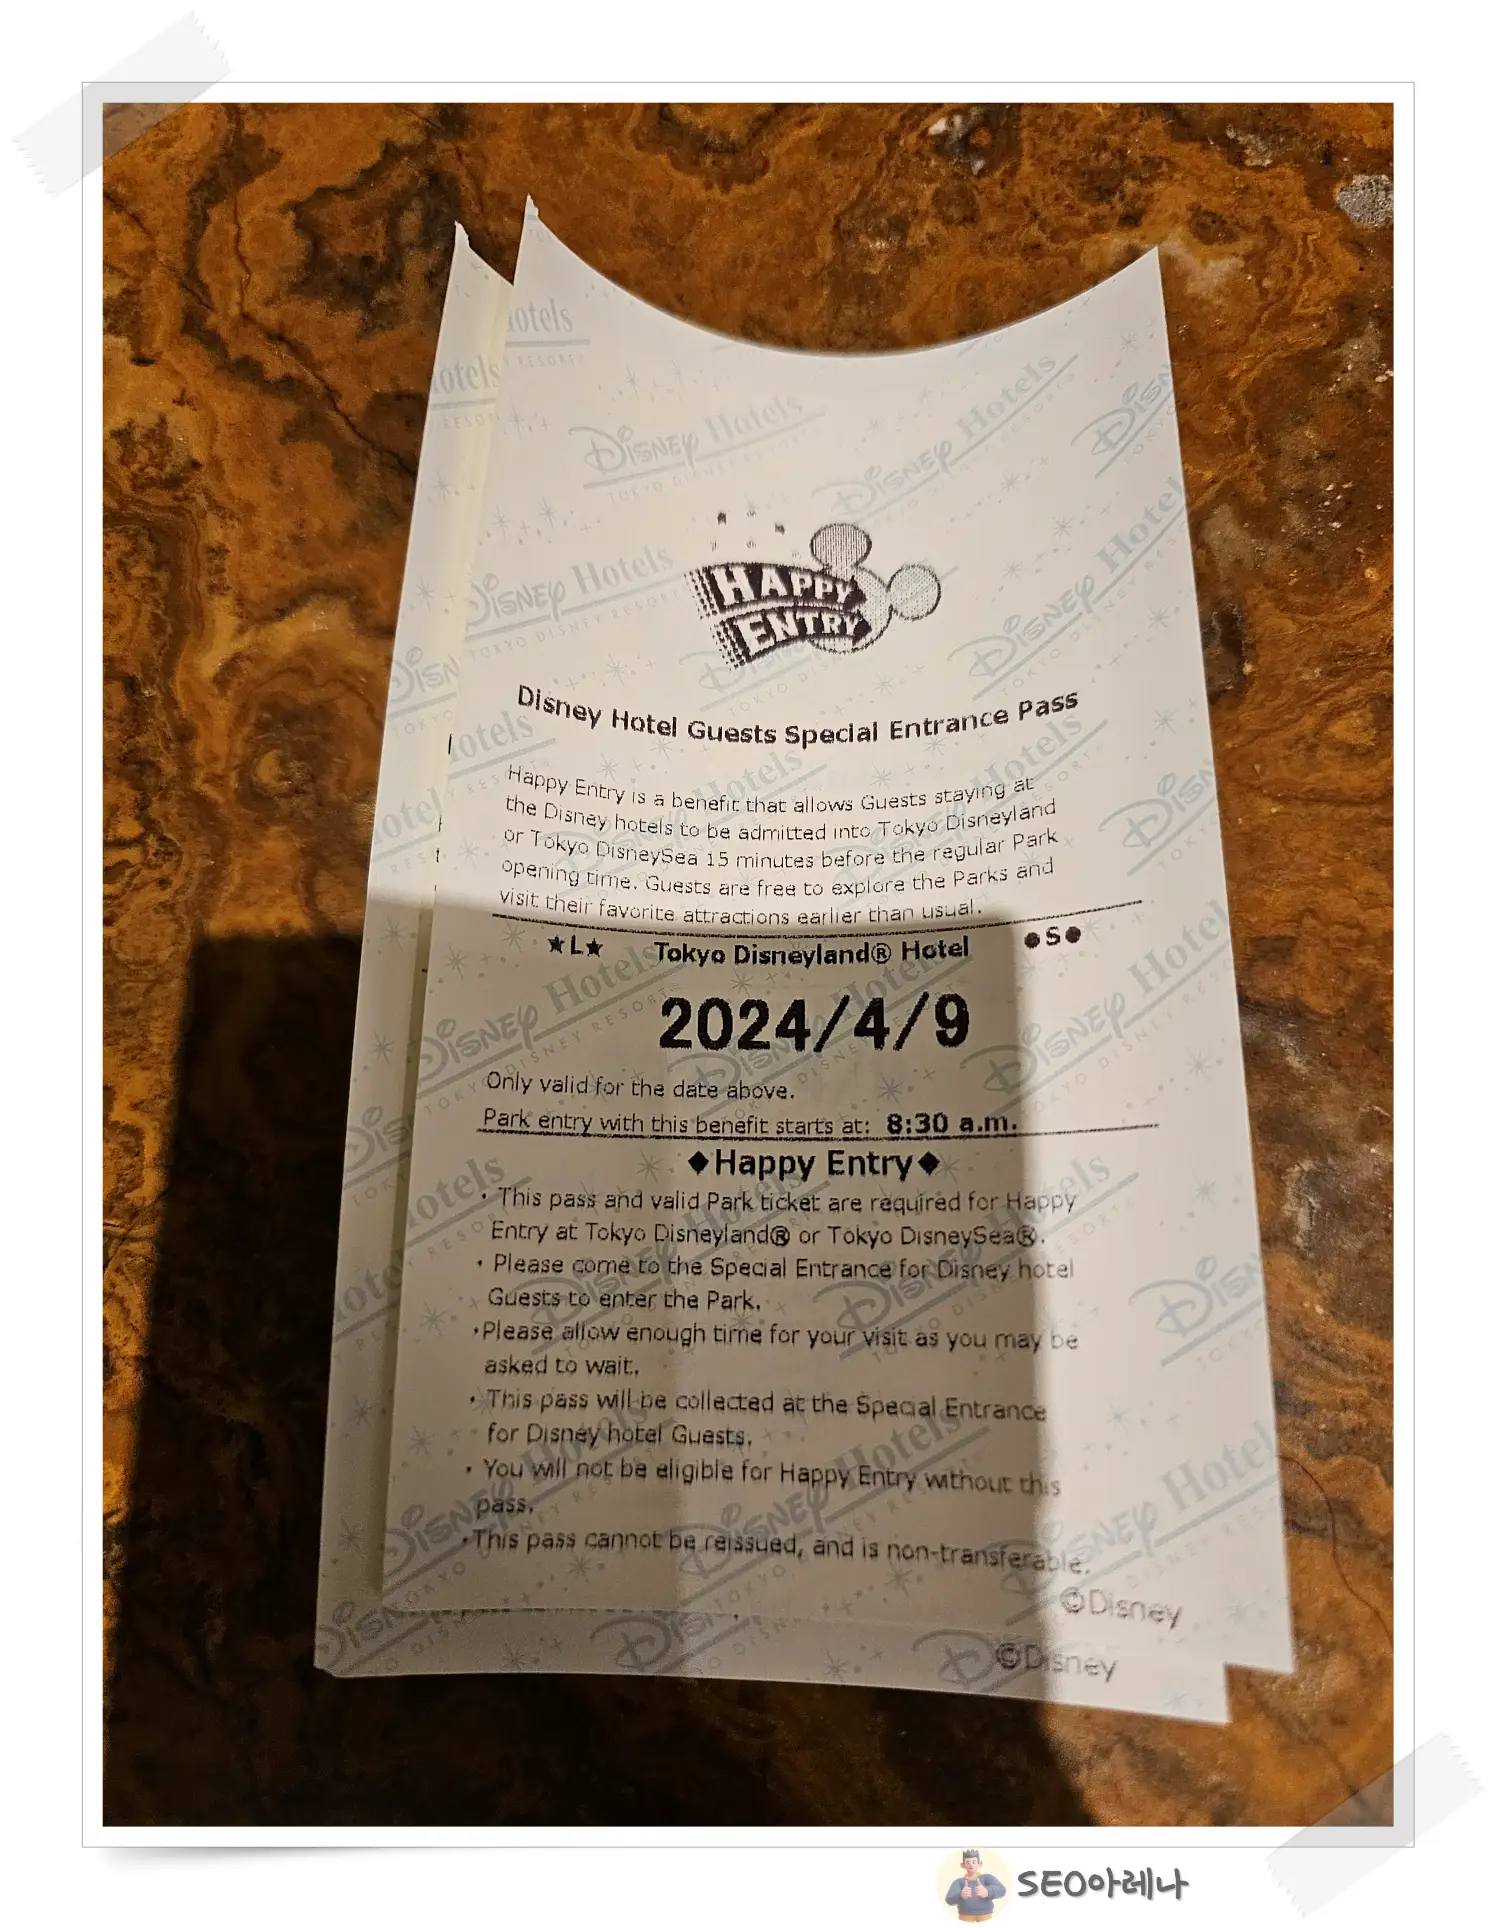 HAPPY
ENTRY
Disney Hotel Guests Special Entrance Pass
Happy Entry is a benefit that allows Guests staying at
the Disney hotels to be admitted into Tokyo Disneyland
or Tokyo DisneySea 15 minutes before the regular Park
opening time. Guests are free to explore the Parks and
visit their favorite attractions earlier than usual.
★L★ Tokyo Disneyland® Hotel ●S●
2024/4/9
Only valid for the date above.
Park entry with this benefit starts at: 8:30 a.m.
◆Happy Entry◆
・This pass and valid Park ticket are required for Happy
Entry at Tokyo Disneyland® or Tokyo DisneySea®.
・Please come to the Special Entrance for Disney hotel
Guests to enter the Park.
・Please allow enough time for your visit as you may be
asked to wait.
・This pass will be collected at the Special Entrance
for Disney hotel Guests.
・You will not be eligible for Happy Entry without this
pass.
・This pass cannot be reissued, and is non-transferable.
©Disney
©Disney
SEO아레나